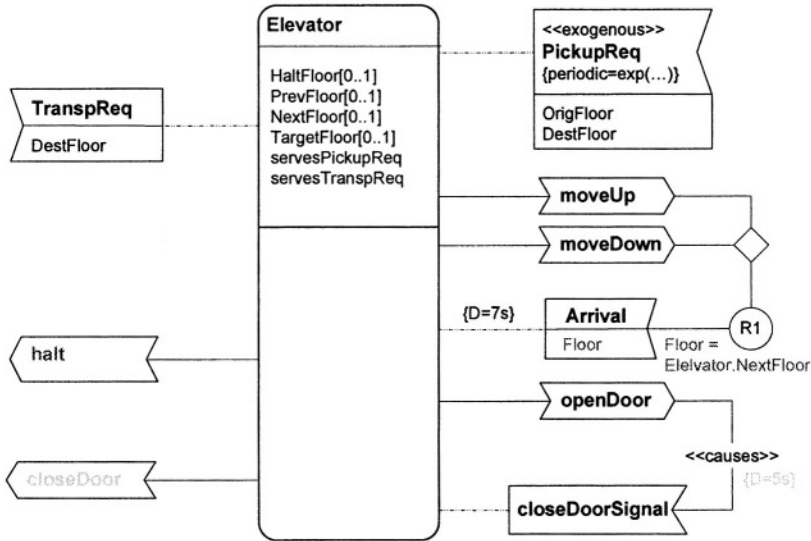 Elevator
HaltFloor[0..1]
PrevFloor[0..1]
NextFloor[0..1]
TargetFloor[0..1]
servesPickupReq
servesTranspReq
<<exogenous>>
PickupReq
{periodic=exp(...)}
OrigFloor
DestFloor
TranspReq
DestFloor
moveUp
moveDown
{D=7s}
Arrival
Floor
R1
Floor =
Elelvator.NextFloor
halt
openDoor
<<causes>>
{D=5s}
closeDoor
closeDoorSignal